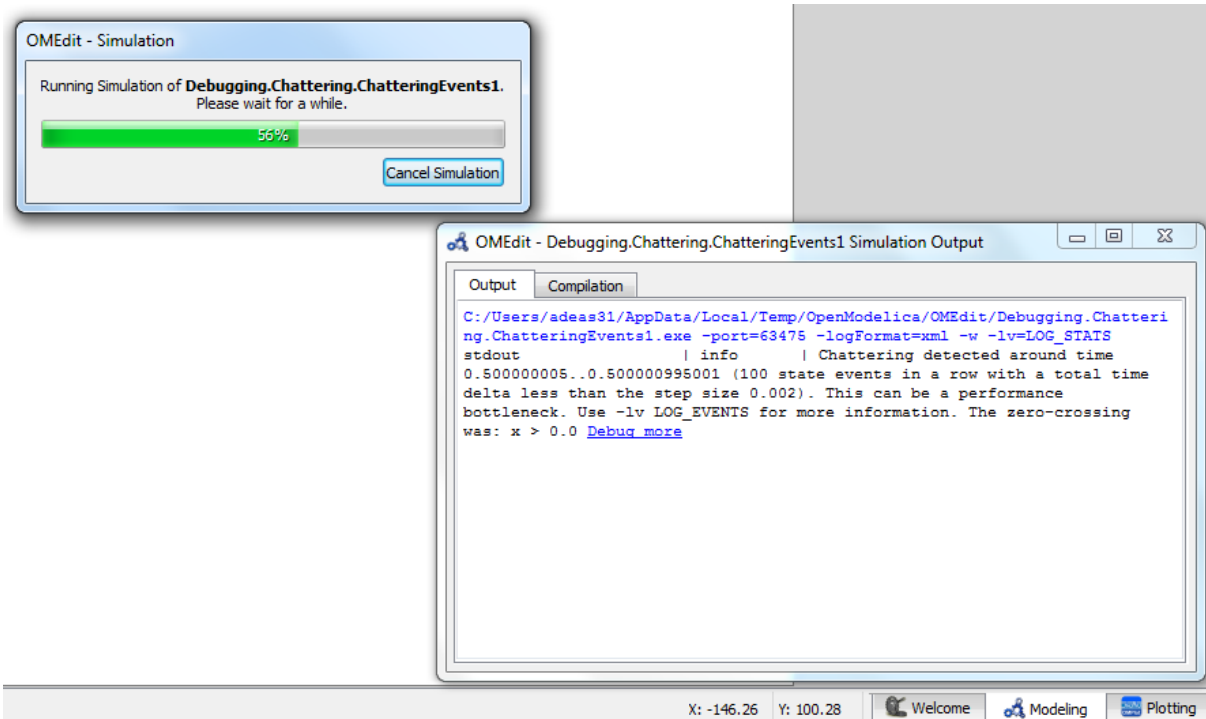 OMEdit - Simulation
Running Simulation of Debugging.Chattering.ChatteringEvents1.
Please wait for a while.
56%
Cancel Simulation
OMEdit - Debugging.Chattering.ChatteringEvents1 Simulation Output
Output Compilation
C:/Users/adeas31/AppData/Local/Temp/OpenModelica/OMEdit/Debugging.Chatteri
ng.ChatteringEvents1.exe -port=63475 -logFormat=xml -w -lv=LOG_STATS
stdout | info | Chattering detected around time
0.500000005..0.500000995001 (100 state events in a row with a total time
delta less than the step size 0.002). This can be a performance
bottleneck. Use -lv LOG_EVENTS for more information. The zero-crossing
was: x > 0.0 Debug more
X: -146.26 Y: 100.28 Welcome Modeling Plotting